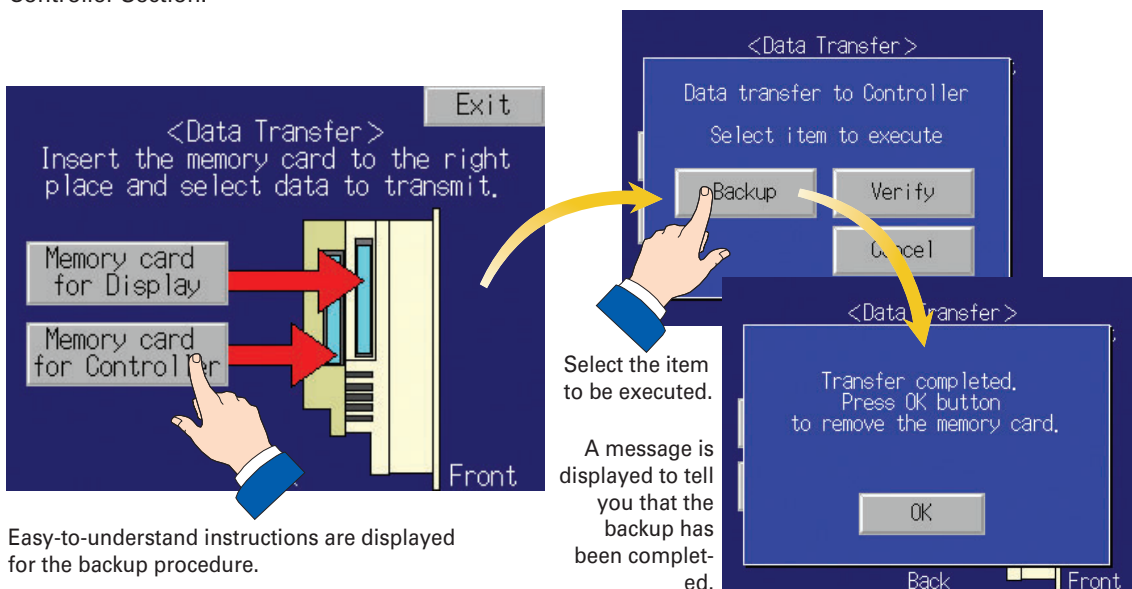 Controller Section.
Exit
<Data Transfer>
Insert the memory card to the right
place and select data to transmit.
Memory card
for Display
Memory card
for Controller
Front
Easy-to-understand instructions are displayed
for the backup procedure.
<Data Transfer>
Data transfer to Controller
Select item to execute
Backup
Verify
Cancel
Select the item
to be executed.
A message is
displayed to tell
you that the
backup has
been complet-
ed.
<Data Transfer>
Transfer completed.
Press OK button
to remove the memory card.
OK
Back
Front